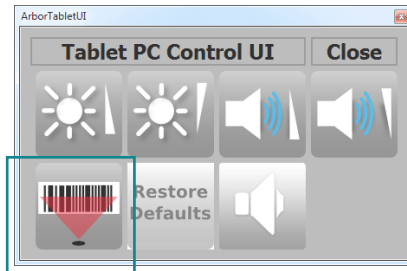 ArborTabletUI
Tablet PC Control UI
Close
Restore
Defaults